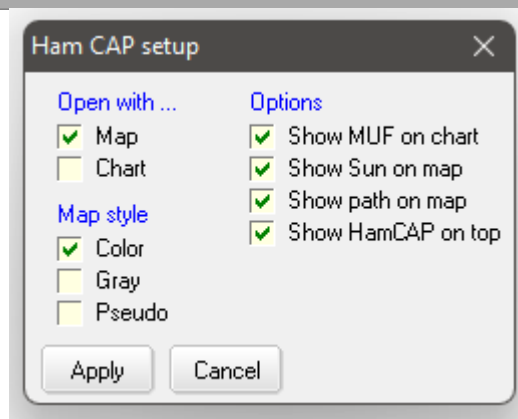 Ham CAP setup
Open with ...
Map
Chart
Map style
Color
Gray
Pseudo
Options
Show MUF on chart
Show Sun on map
Show path on map
Show HamCAP on top
Apply
Cancel